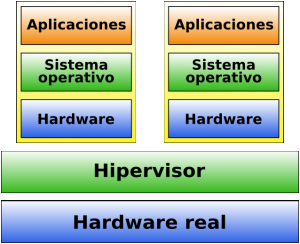 Aplicaciones
Sistema
operativo
Hardware
Aplicaciones
Sistema
operativo
Hardware
Hipervisor
Hardware real